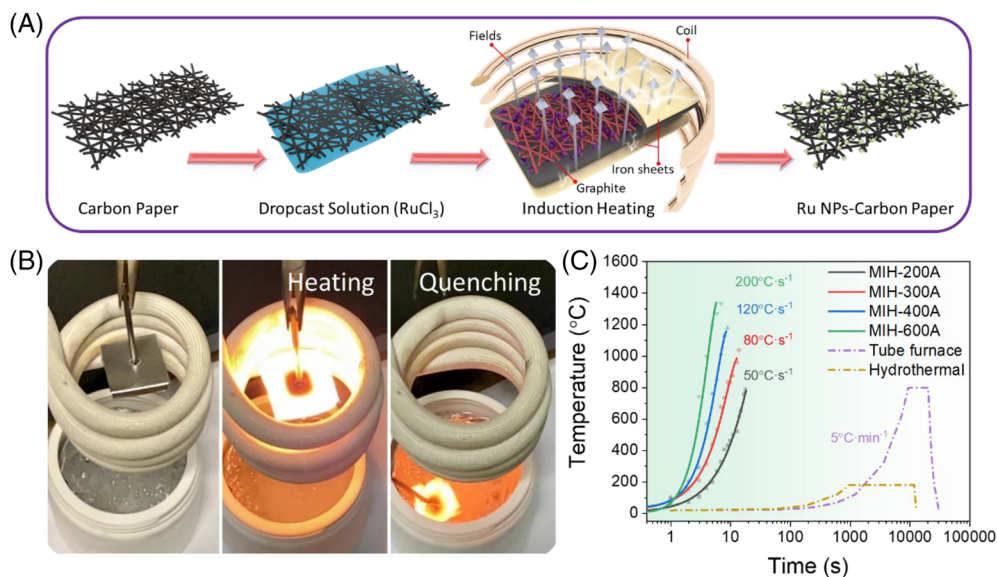 (A)
Fields
Coil
Iron sheets
Graphite
Carbon Paper
Dropcast Solution (RuCl₃)
Induction Heating
Ru NPs-Carbon Paper
(B)
Heating
Quenching
(C)
Temperature (°C)
1600
1400
1200
1000
800
600
400
200
0
200°C·s⁻¹
120°C·s⁻¹
80°C·s⁻¹
50°C·s⁻¹
5°C·min⁻¹
MIH-200A
MIH-300A
MIH-400A
MIH-600A
Tube furnace
Hydrothermal
1 10 100 1000 10000 100000
Time (s)